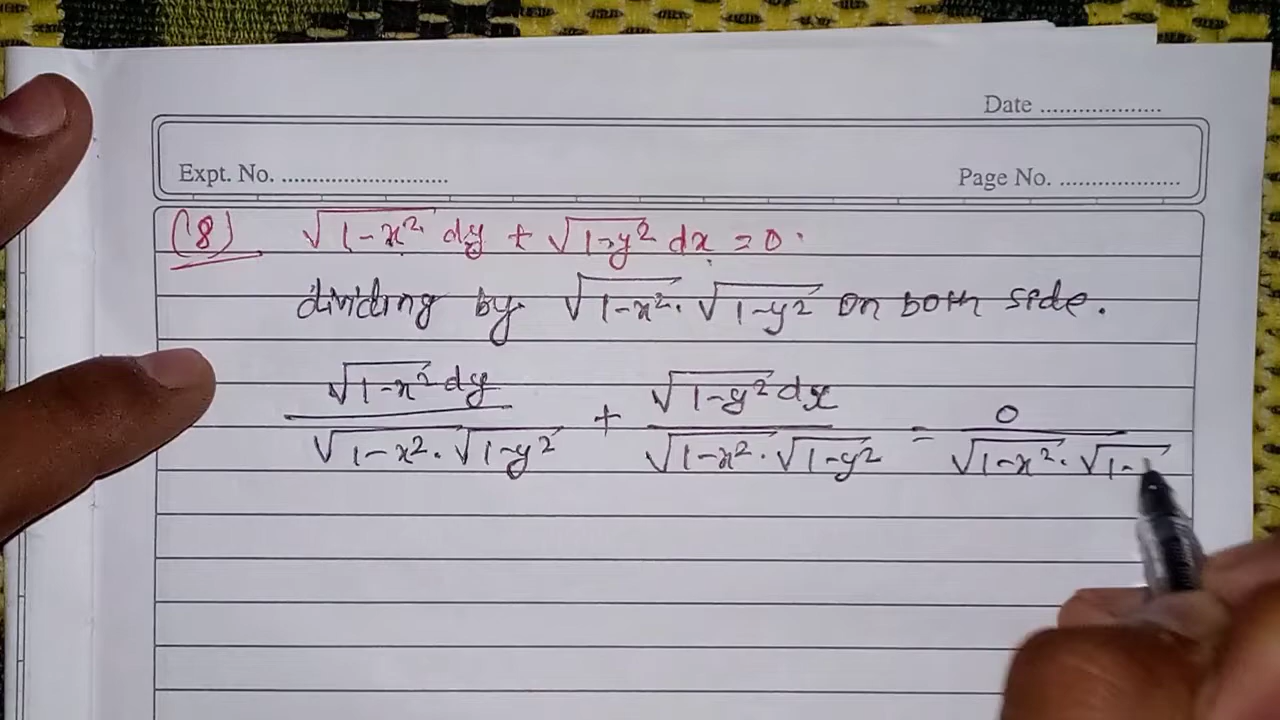 Date ...................
Expt. No. ..........................
Page No. ...................
(8) √(1-x²) dy + √(1-y²) dx = 0.
dividing by √(1-x²) . √(1-y²) on both side.
√(1-x²) dy / √(1-x²) . √(1-y²) + √(1-y²) dx / √(1-x²) . √(1-y²) = 0 / √(1-x²) . √(1-